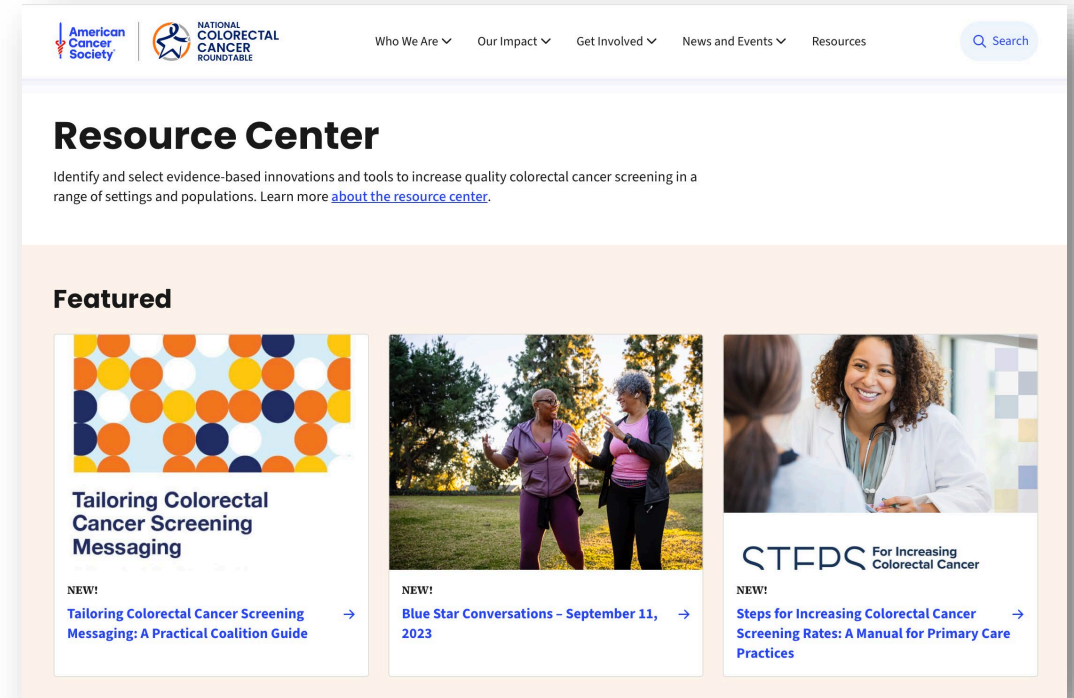 American
Cancer
Society
NATIONAL
COLORECTAL
CANCER
ROUNDTABLE
Who We Are
Our Impact
Get Involved
News and Events
Resources
Search
Resource Center
Identify and select evidence-based innovations and tools to increase quality colorectal cancer screening in a
range of settings and populations. Learn more about the resource center.
Featured
Tailoring Colorectal
Cancer Screening
Messaging
NEW!
Tailoring Colorectal Cancer Screening
Messaging: A Practical Coalition Guide
NEW!
Blue Star Conversations – September 11,
2023
STEPS For Increasing
Colorectal Cancer
NEW!
Steps for Increasing Colorectal Cancer
Screening Rates: A Manual for Primary Care
Practices